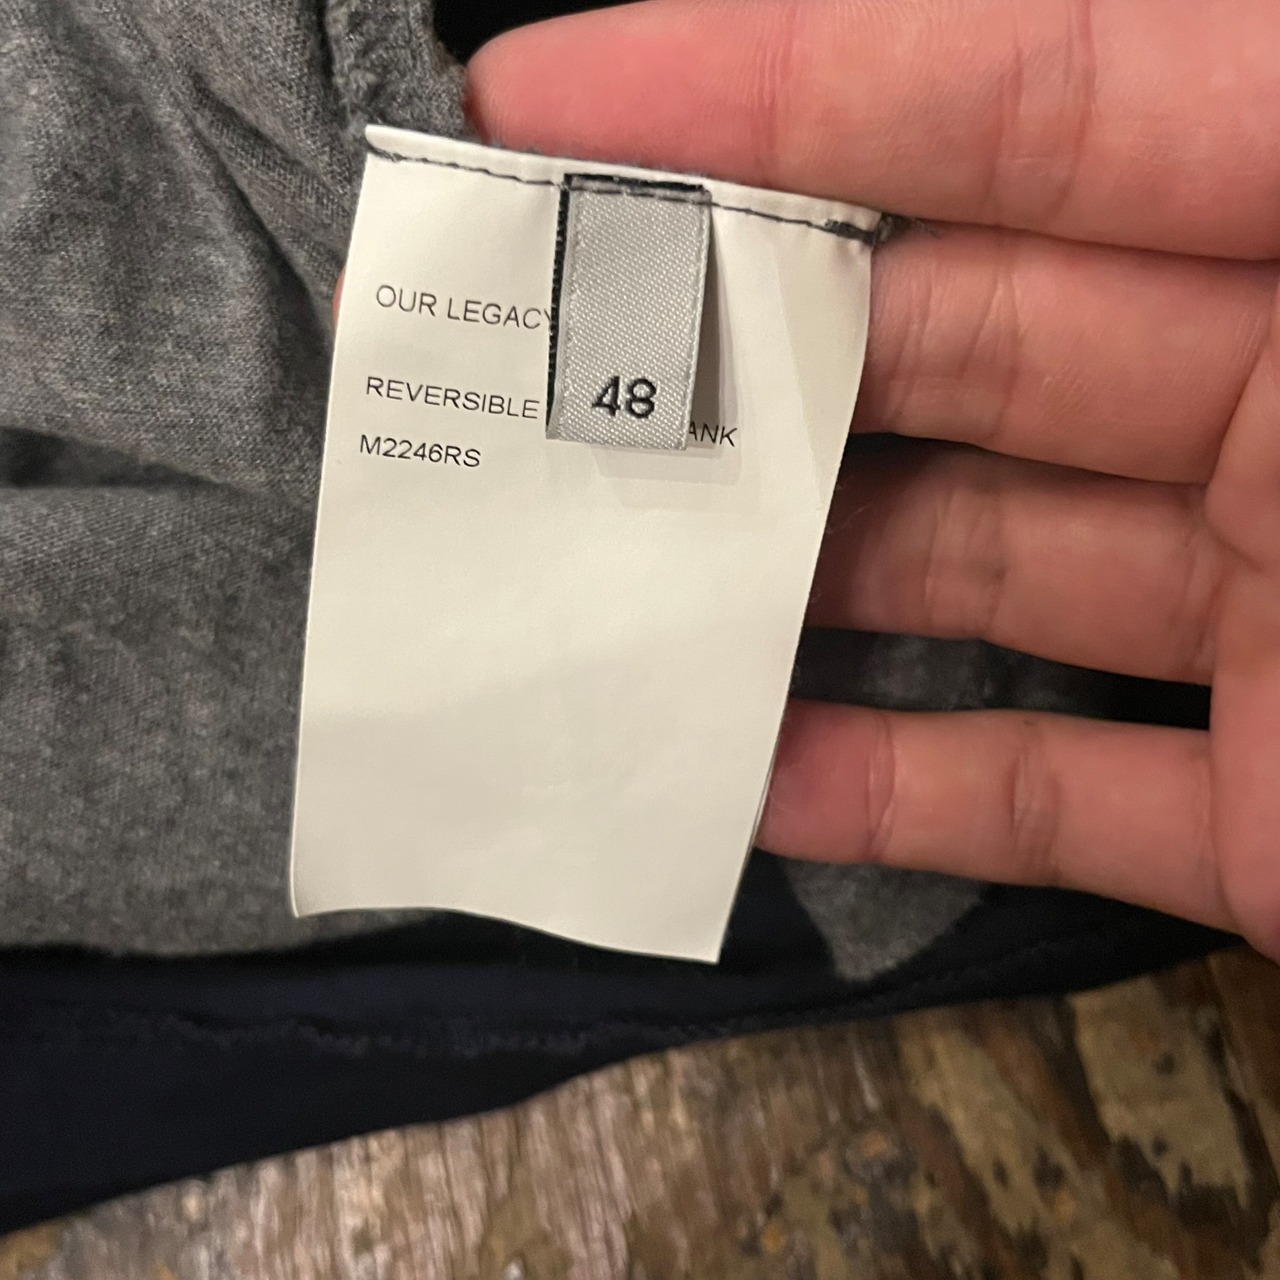 OUR LEGACY
48
REVERSIBLE
ANK
M2246RS